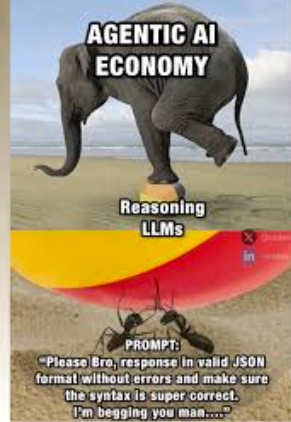 AGENTIC AI
ECONOMY
Reasoning
LLMs
PROMPT:
"Please Bro, response in valid JSON
format without errors and make sure
the syntax is super correct.
I'm begging you man...."